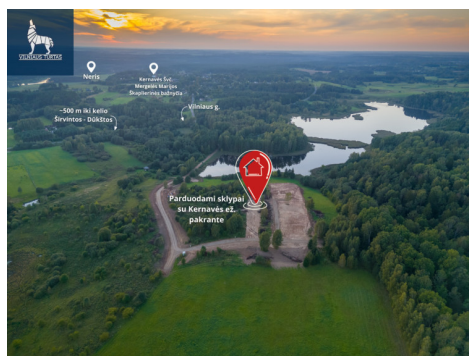 VILNIAUS TURTAS
Neris
Kernavės Švč.
Mergelės Marijos
Škaplierinės bažnyčia
~500 m iki kelio
Širvintos - Dūkštos
Vilniaus g.
Parduodami sklypai
su Kernavės ež.
pakrante